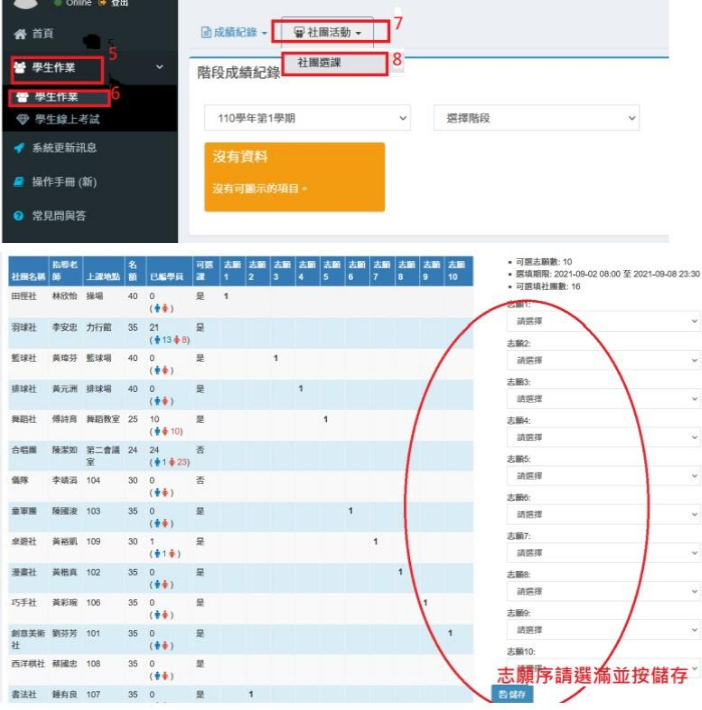 Online 登出
首頁
5
學生作業
學生作業 6
學生線上考試
系統更新訊息
操作手冊 (新)
常見問與答
成績紀錄 社團活動 7
社團選課 8
階段成績紀錄
110學年第1學期 選擇階段
沒有資料
沒有可顯示的項目。
社團名稱 指導老師 上課地點 名額 已編學員 可選課 志願1 志願2 志願3 志願4 志願5 志願6 志願7 志願8 志願9 志願10
田徑社 林欣怡 操場 40 0 ( ) 是 1
羽球社 李安忠 力行館 35 21 ( 13 8) 是
籃球社 黃瑋芬 籃球場 40 0 ( ) 是 1
排球社 黃元洲 排球場 40 0 ( ) 是 1
舞蹈社 傅詩育 舞蹈教室 25 10 ( 10) 是 1
合唱團 陳潔如 第二會議室 24 24 ( 1 23) 否
儀隊 李靖涓 104 30 0 ( ) 否
童軍團 陳國浚 103 35 0 ( ) 是 1
桌遊社 黃裕凱 109 30 1 ( 1 ) 是 1
漫畫社 黃楷真 102 35 0 ( ) 是 1
巧手社 黃彩琬 106 35 0 ( ) 是 1
創意美術社 劉芬芳 101 35 0 ( ) 是 1
西洋棋社 蔡國忠 108 35 0 ( ) 是
書法社 鍾有良 107 35 0 是 1
可選志願數: 10
選填期限: 2021-09-02 08:00 至 2021-09-08 23:30
可選填社團數: 16
志願1:
請選擇
志願2:
請選擇
志願3:
請選擇
志願4:
請選擇
志願5:
請選擇
志願6:
請選擇
志願7:
請選擇
志願8:
請選擇
志願9:
請選擇
志願10:
請選擇
志願序請選滿並按儲存
儲存